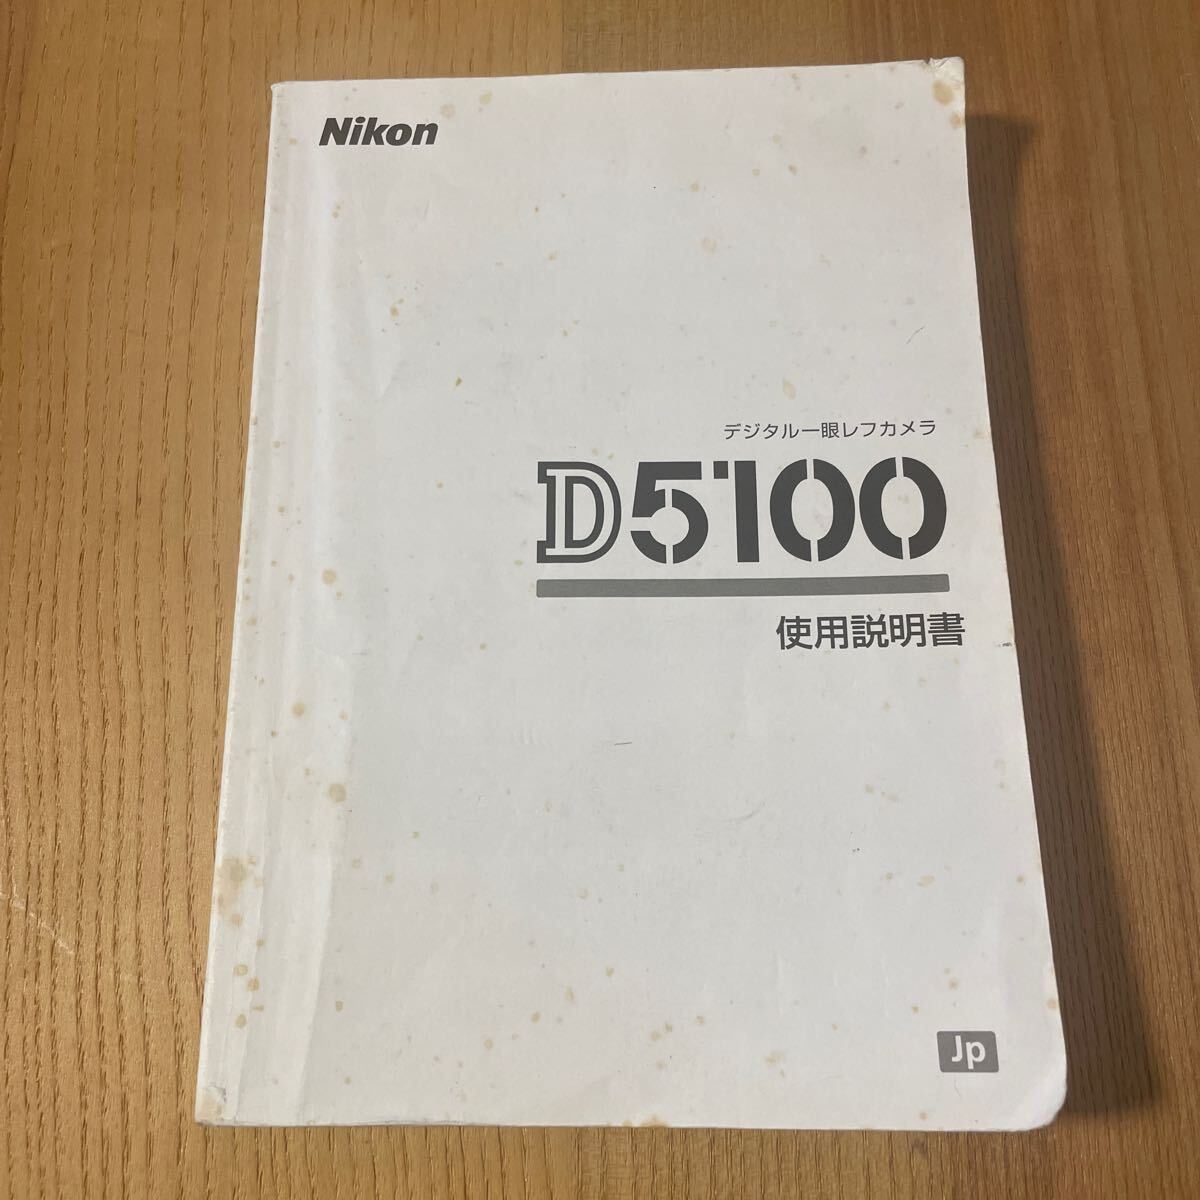 Nikon
デジタル一眼レフカメラ
D5100
使用説明書
Jp